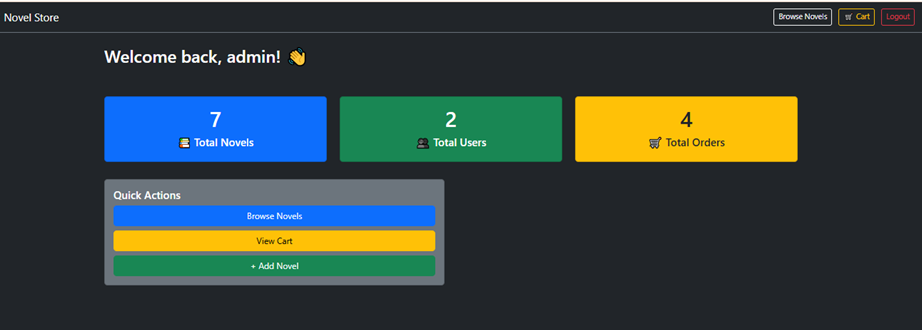 Novel Store
Browse Novels 🛒 Cart Logout
Welcome back, admin! 👋
7
📚 Total Novels
2
👥 Total Users
4
🛒 Total Orders
Quick Actions
Browse Novels
View Cart
+ Add Novel